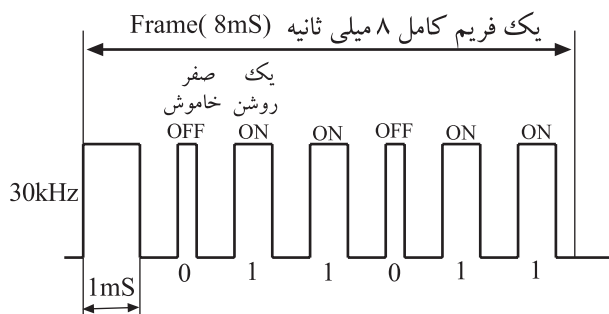 یک فریم کامل ۸ میلی ثانیه Frame( 8mS)
صفر یک
خاموش روشن
OFF ON ON OFF ON ON
30kHz
0 1 1 0 1 1
1mS